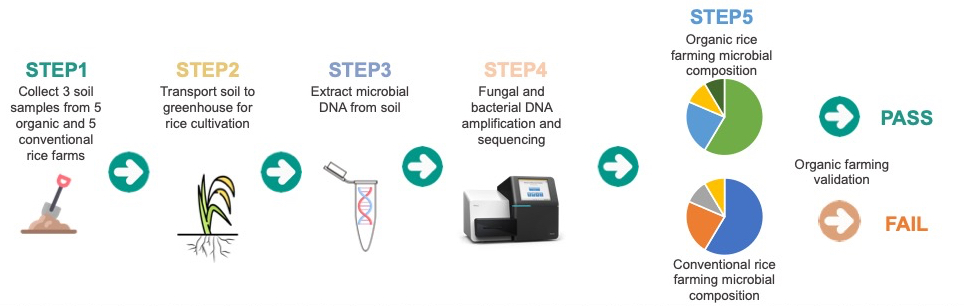 STEP1
Collect 3 soil
samples from 5
organic and 5
conventional
rice farms
STEP2
Transport soil to
greenhouse for
rice cultivation
STEP3
Extract microbial
DNA from soil
STEP4
Fungal and
bacterial DNA
amplification and
sequencing
STEP5
Organic rice
farming microbial
composition
PASS
Organic farming
validation
FAIL
Conventional rice
farming microbial
composition